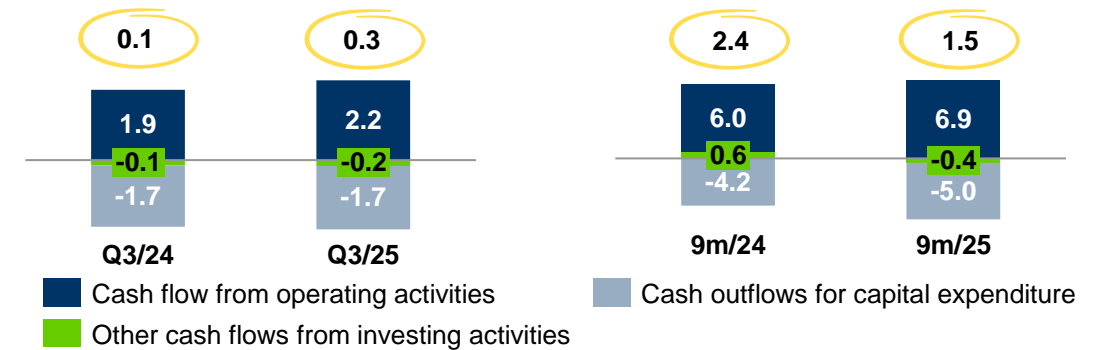 0.1 0.3 2.4 1.5
1.9 2.2 6.0 6.9
-0.1 -0.2 0.6 -0.4
-1.7 -1.7 -4.2 -5.0
Q3/24 Q3/25 9m/24 9m/25
Cash flow from operating activities Cash outflows for capital expenditure
Other cash flows from investing activities